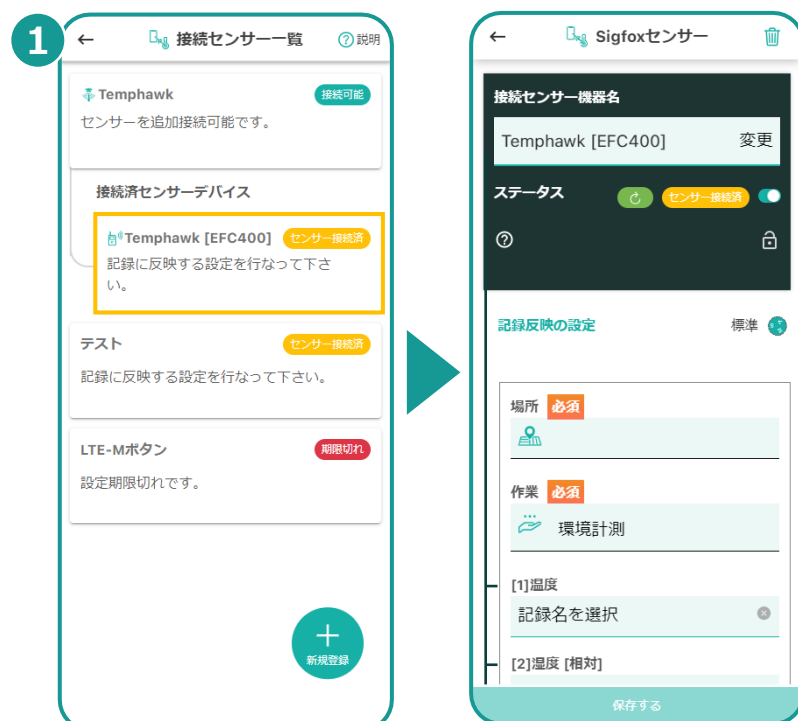 1
接続センサー一覧
説明
Temphawk
接続可能
センサーを追加接続可能です。
接続済センサーデバイス
Temphawk [EFC400]
センサー接続済
記録に反映する設定を行なって下さ
い。
テスト
センサー接続済
記録に反映する設定を行なって下さい。
LTE-Mボタン
期限切れ
設定期限切れです。
新規登録
Sigfoxセンサー
接続センサー機器名
Temphawk [EFC400]
変更
ステータス
センサー接続済
記録反映の設定
標準
場所 必須
作業 必須
環境計測
[1]温度
記録名を選択
[2]湿度 [相対]
保存する